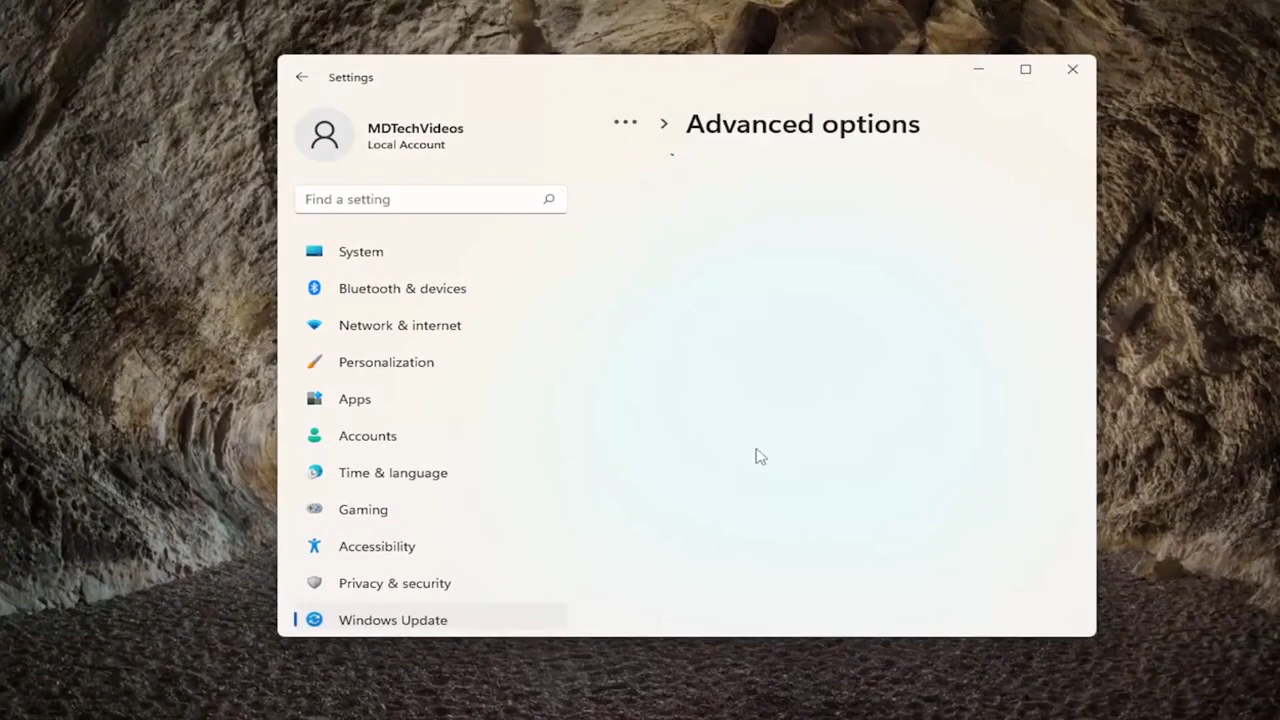 Settings
MDTechVideos
Local Account
Find a setting
System
Bluetooth & devices
Network & internet
Personalization
Apps
Accounts
Time & language
Gaming
Accessibility
Privacy & security
Windows Update
... > Advanced options